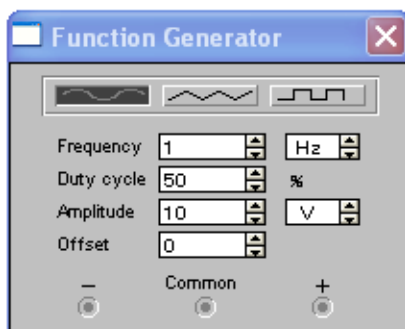 Function Generator
Frequency 1 Hz
Duty cycle 50 %
Amplitude 10 V
Offset 0
− Common +